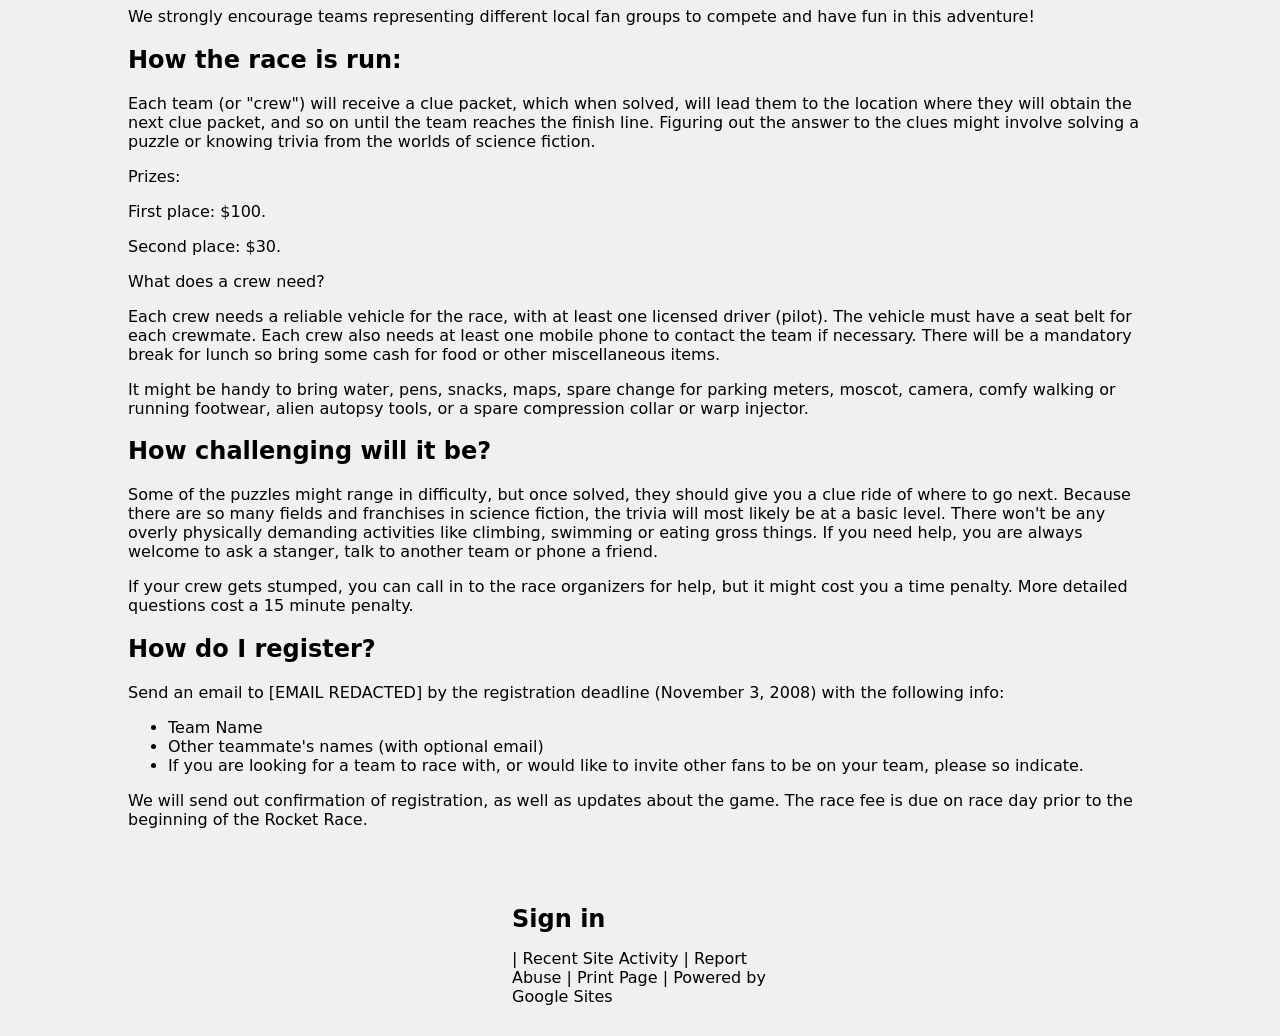 We strongly encourage teams representing different local fan groups to compete and have fun in this adventure!
How the race is run:
Each team (or "crew") will receive a clue packet, which when solved, will lead them to the location where they will obtain the
next clue packet, and so on until the team reaches the finish line. Figuring out the answer to the clues might involve solving a
puzzle or knowing trivia from the worlds of science fiction.
Prizes:
First place: $100.
Second place: $30.
What does a crew need?
Each crew needs a reliable vehicle for the race, with at least one licensed driver (pilot). The vehicle must have a seat belt for
each crewmate. Each crew also needs at least one mobile phone to contact the team if necessary. There will be a mandatory
break for lunch so bring some cash for food or other miscellaneous items.
It might be handy to bring water, pens, snacks, maps, spare change for parking meters, moscot, camera, comfy walking or
running footwear, alien autopsy tools, or a spare compression collar or warp injector.
How challenging will it be?
Some of the puzzles might range in difficulty, but once solved, they should give you a clue ride of where to go next. Because
there are so many fields and franchises in science fiction, the trivia will most likely be at a basic level. There won't be any
overly physically demanding activities like climbing, swimming or eating gross things. If you need help, you are always
welcome to ask a stanger, talk to another team or phone a friend.
If your crew gets stumped, you can call in to the race organizers for help, but it might cost you a time penalty. More detailed
questions cost a 15 minute penalty.
How do I register?
Send an email to [EMAIL REDACTED] by the registration deadline (November 3, 2008) with the following info:
• Team Name
• Other teammate's names (with optional email)
• If you are looking for a team to race with, or would like to invite other fans to be on your team, please so indicate.
We will send out confirmation of registration, as well as updates about the game. The race fee is due on race day prior to the
beginning of the Rocket Race.
Sign in
| Recent Site Activity | Report
Abuse | Print Page | Powered by
Google Sites